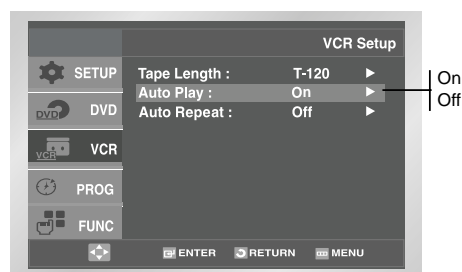 VCR Setup
SETUP
Tape Length : T-120 ►
Auto Play : On ►
On
Off
DVD DVD
Auto Repeat : Off ►
VCR VCR
PROG
FUNC
ENTER RETURN MENU